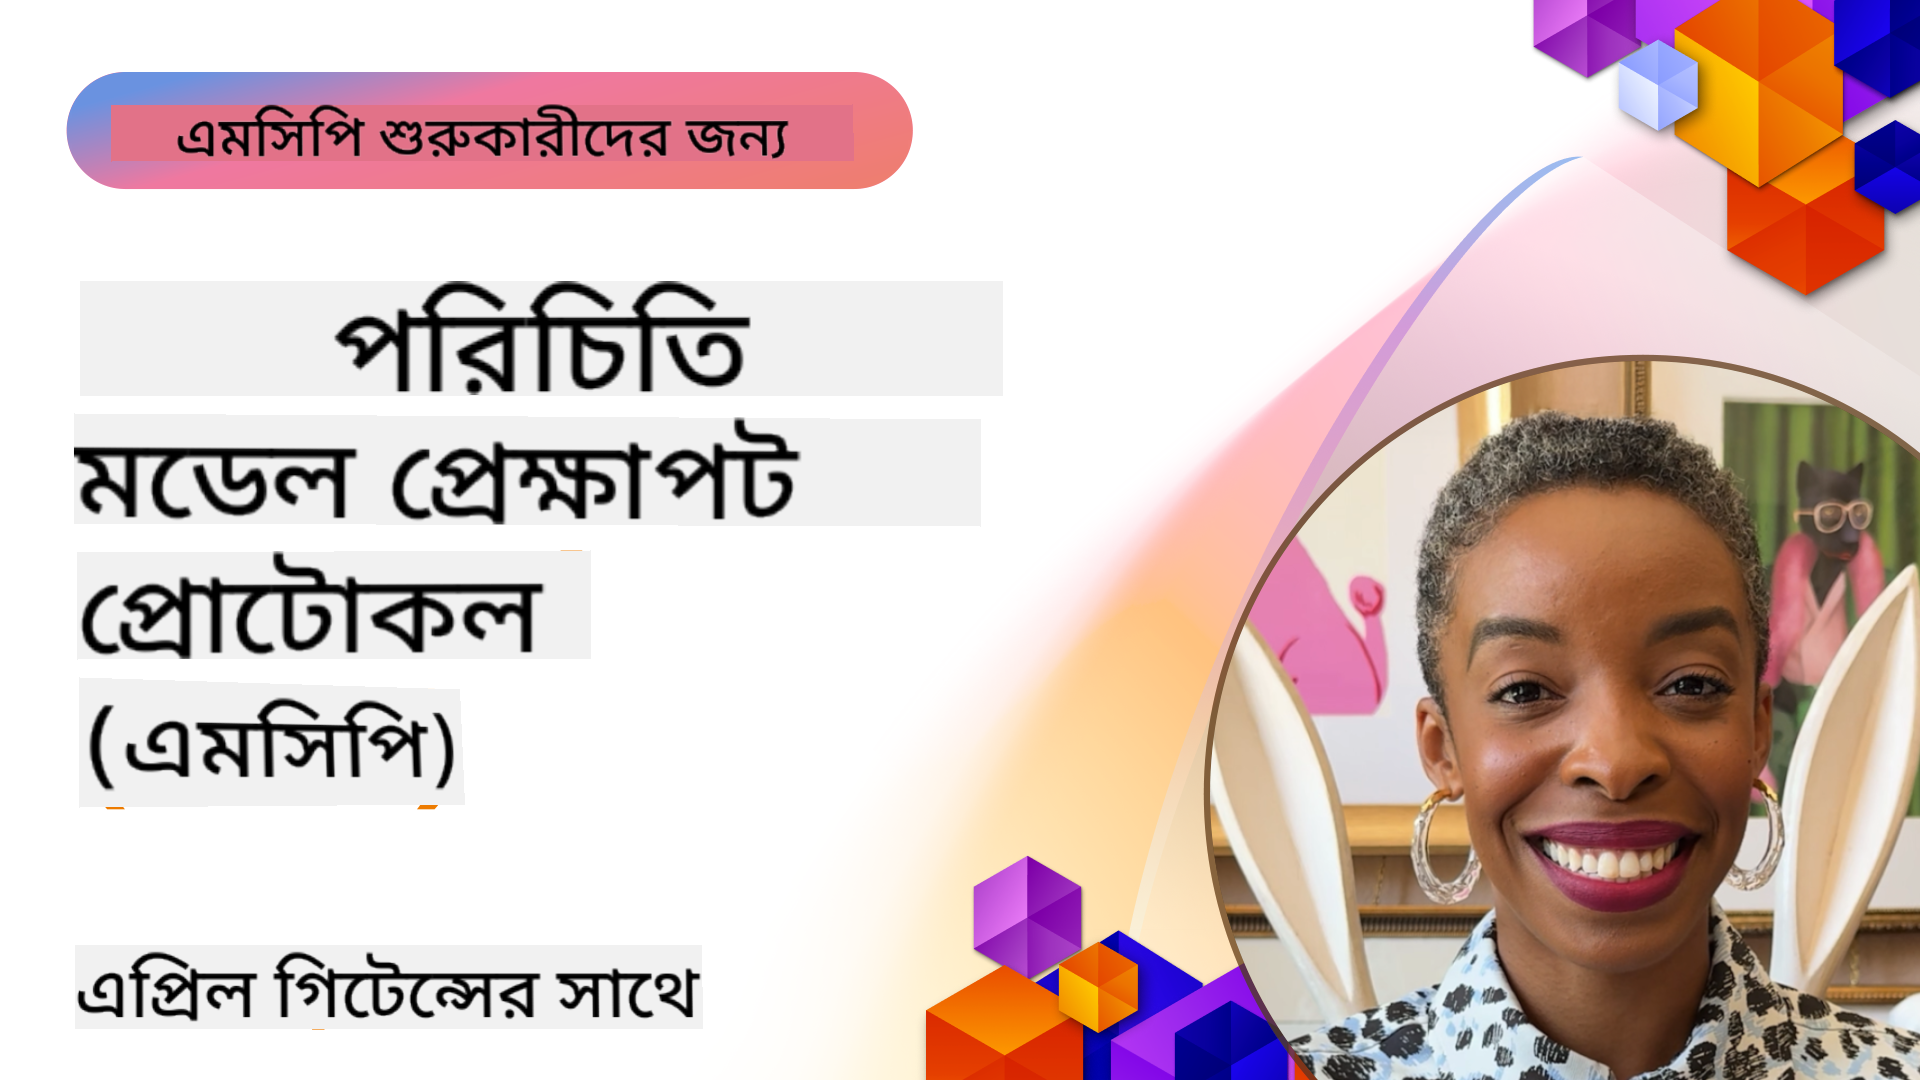 এমসিপি শুরুকারীদের জন্য
পরিচিতি
মডেল প্রেক্ষাপট
প্রোটোকল
(এমসিপি)
এপ্রিল গিটেন্সের সাথে